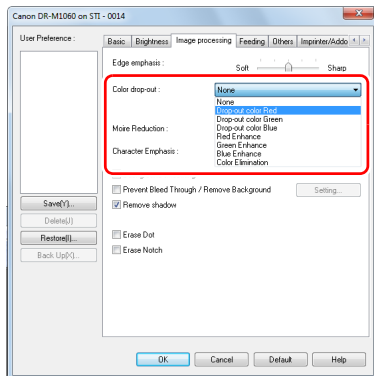 Canon DR-M1060 on STI - 0014
User Preference :
Basic Brightness Image processing Feeding Others Imprinter/Addo
Edge emphasis :
Soft Sharp
Color drop-out : None
None
Drop-out color Red
Drop-out color Green
Moire Reduction : Drop-out color Blue
Red Enhance
Green Enhance
Character Emphasis : Blue Enhance
Color Elimination
Prevent Bleed Through / Remove Background Setting...
Save(Y)... Remove shadow
Delete(J)
Restore(I)... Erase Dot
Back Up(X)... Erase Notch
OK Cancel Default Help